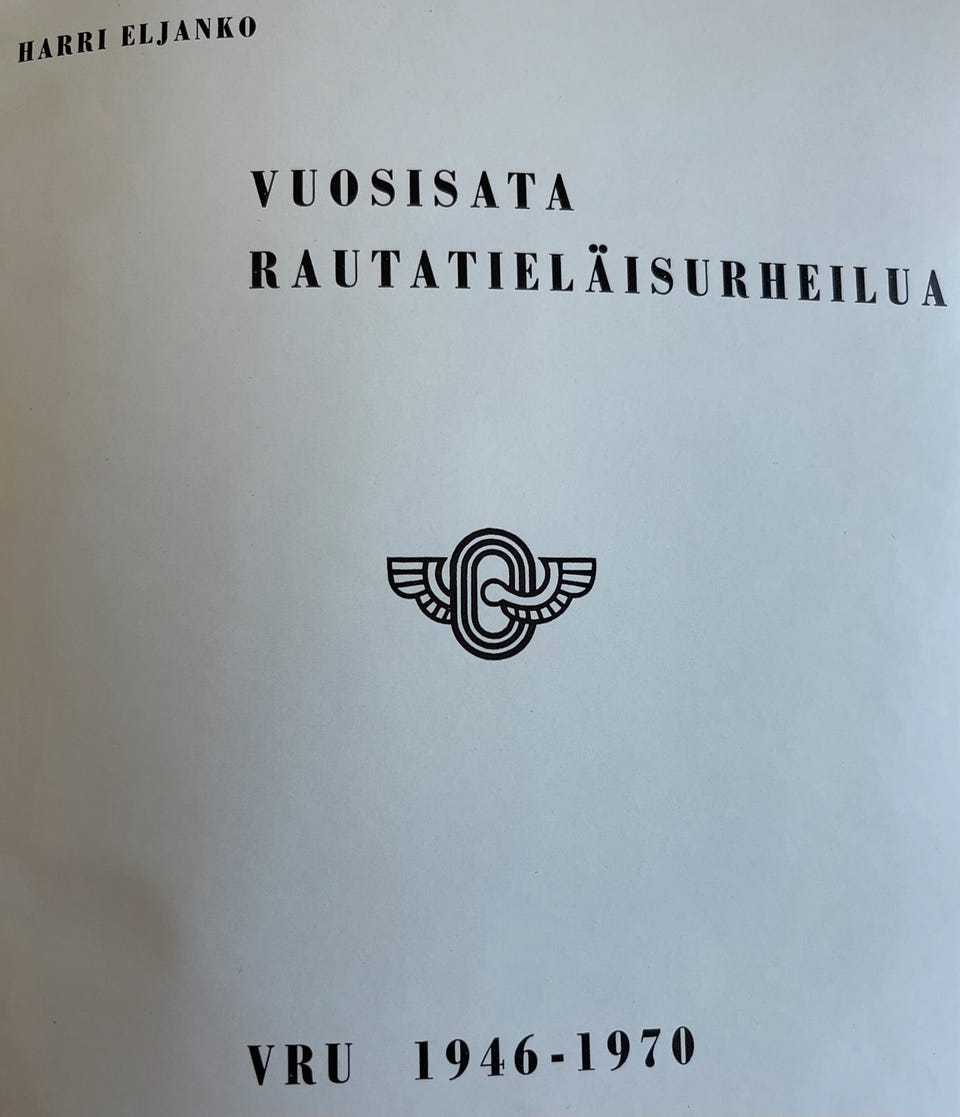 HARRI ELJANKO
VUOSISATA
RAUTATIELÄISURHEILUA
VRU 1946-1970